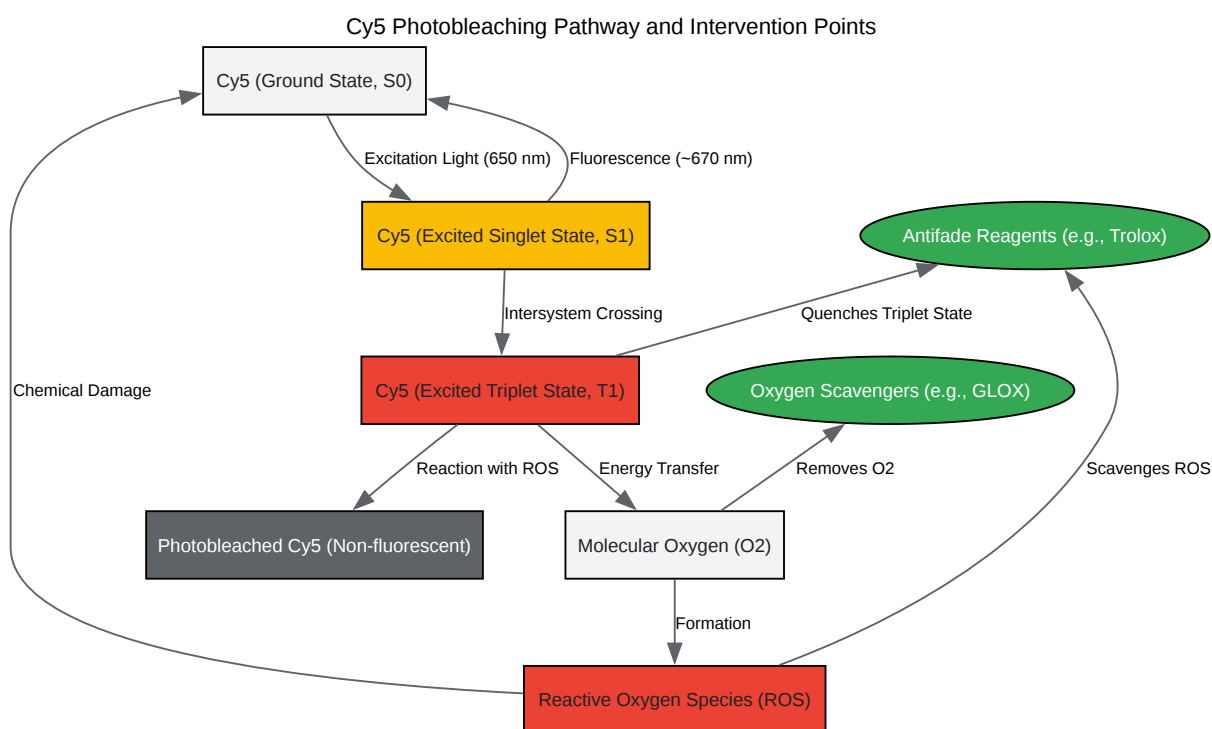 Cy5 Photobleaching Pathway and Intervention Points
Cy5 (Ground State, S0)
Excitation Light (650 nm)
Fluorescence (~670 nm)
Cy5 (Excited Singlet State, S1)
Antifade Reagents (e.g., Trolox)
Intersystem Crossing
Quenches Triplet State
Chemical Damage
Cy5 (Excited Triplet State, T1)
Oxygen Scavengers (e.g., GLOX)
Reaction with ROS
Energy Transfer
Removes O2
Scavenges ROS
Photobleached Cy5 (Non-fluorescent)
Molecular Oxygen (O2)
Formation
Reactive Oxygen Species (ROS)